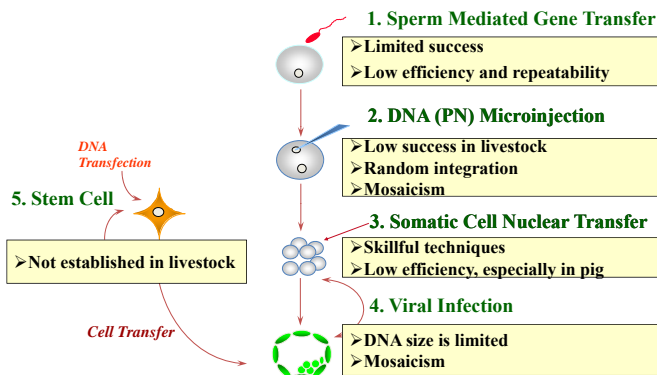 1. Sperm Mediated Gene Transfer
➢Limited success
➢Low efficiency and repeatability
2. DNA (PN) Microinjection
➢Low success in livestock
➢Random integration
➢Mosaicism
3. Somatic Cell Nuclear Transfer
➢Skillful techniques
➢Low efficiency, especially in pig
4. Viral Infection
➢DNA size is limited
➢Mosaicism
DNA
Transfection
5. Stem Cell
➢Not established in livestock
Cell Transfer